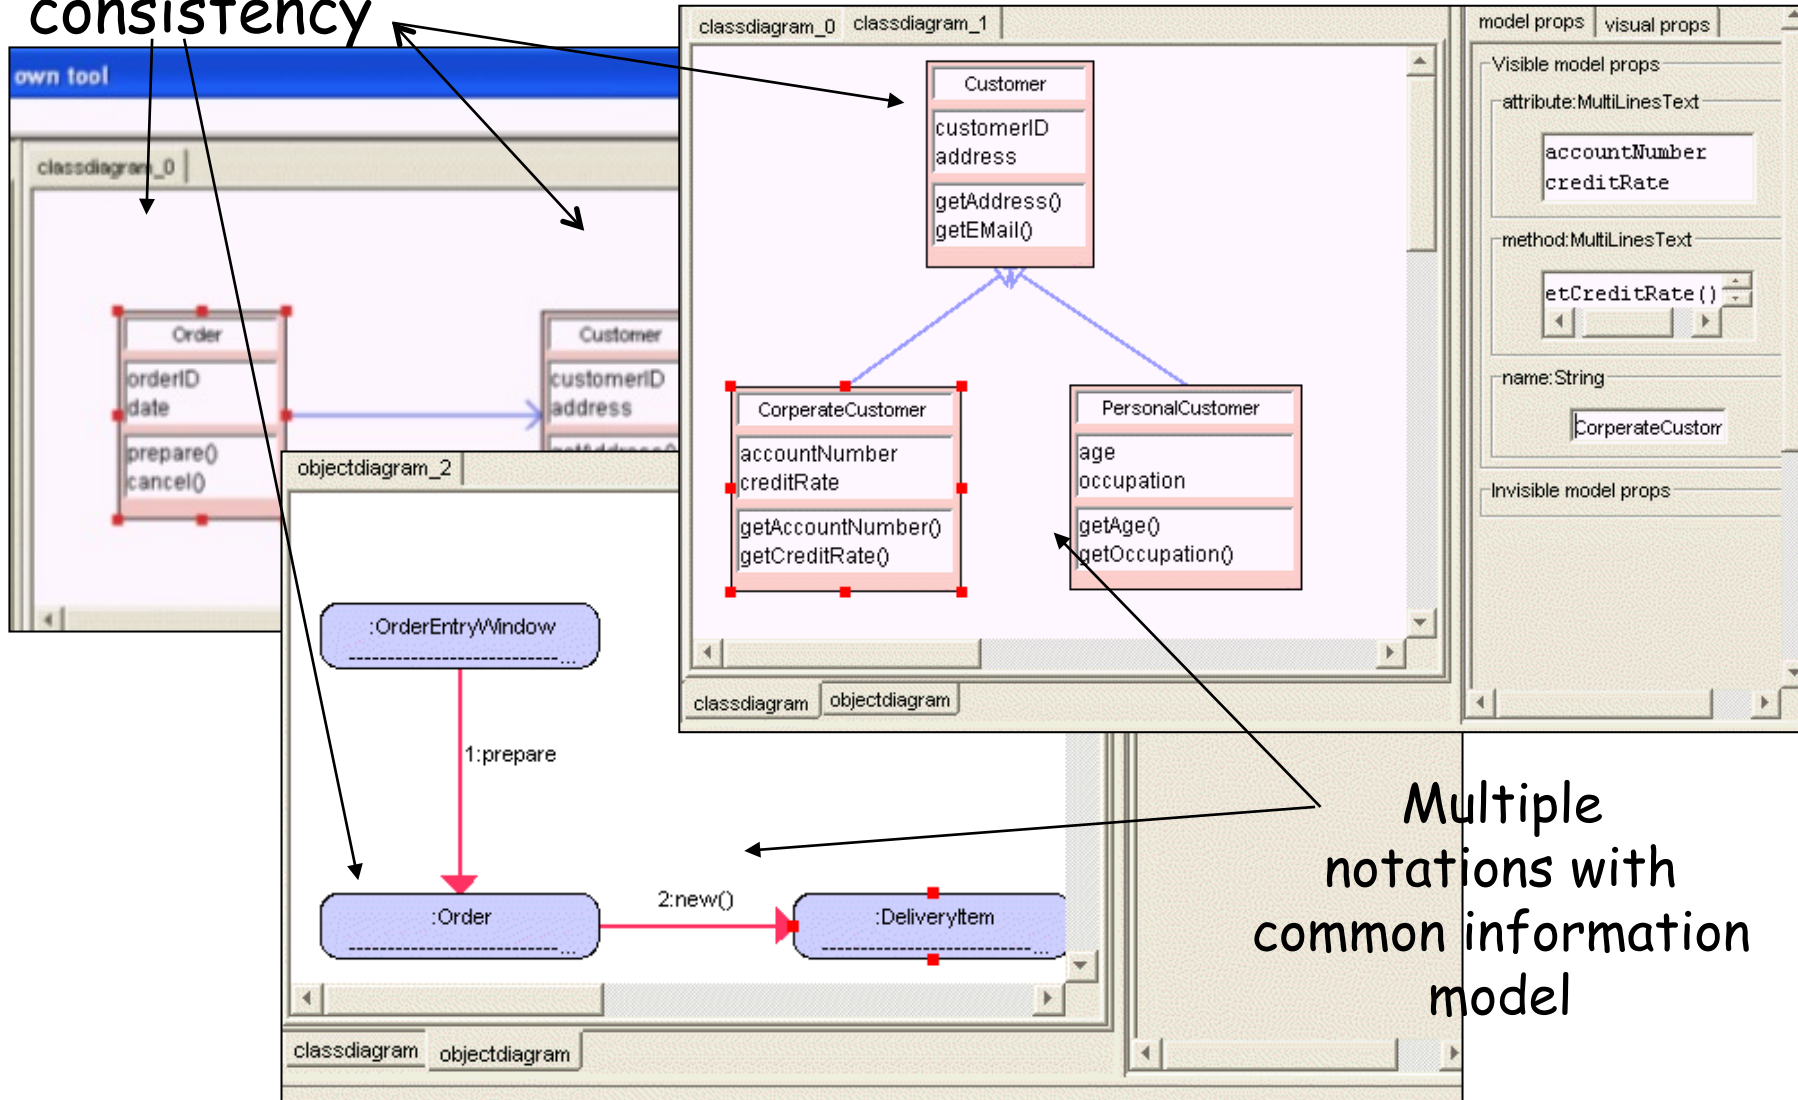 consistency
own tool
classdiagram_0
Order
orderID
date
prepare()
cancel()
Customer
customerID
address
getAddress()
classdiagram_0 classdiagram_1
Customer
customerID
address
getAddress()
getEMail()
CorperateCustomer
accountNumber
creditRate
getAccountNumber()
getCreditRate()
PersonalCustomer
age
occupation
getAge()
getOccupation()
classdiagram objectdiagram
model props visual props
Visible model props
attribute:MultiLinesText
accountNumber
creditRate
method:MultiLinesText
etCreditRate()
name:String
CorperateCustom
Invisible model props
objectdiagram_2
:OrderEntryWindow
...
1:prepare
:Order
...
2:new()
:DeliveryItem
...
classdiagram objectdiagram
Multiple
notations with
common information
model